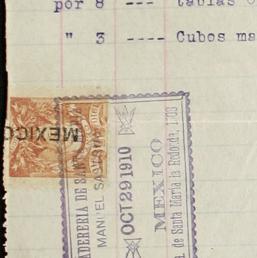 por 8 --- tablas
" 3 ---- Cubos ma
MEXICO
MADERERIA DE SANTA
MANUEL SA
OCT 29 1910
MEXICO
de Santa Maria la Redonda,